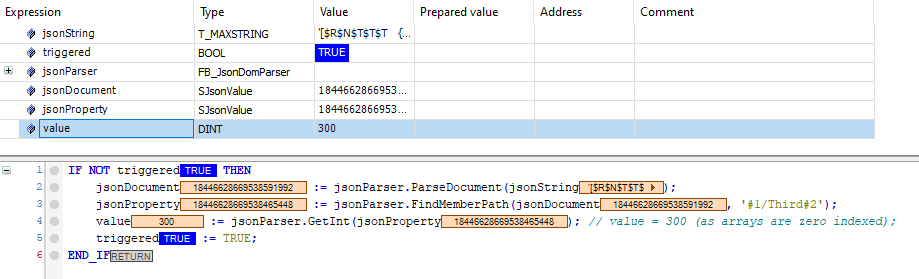 Expression Type Value Prepared value Address Comment
jsonString T_MAXSTRING '[$R$N$T$T$T {...
triggered BOOL TRUE
jsonParser FB_JsonDomParser
jsonDocument SJsonValue 1844662866953...
jsonProperty SJsonValue 1844662866953...
value DINT 300
1 IF NOT triggered TRUE THEN
2 jsonDocument 18446628669538591992 := jsonParser.ParseDocument(jsonString '[$R$N$T$T$ );
3 jsonProperty 18446628669538465448 := jsonParser.FindMemberPath(jsonDocument 18446628669538591992 , '#1/Third#2');
4 value 300 := jsonParser.GetInt(jsonProperty 18446628669538465448 ); // value = 300 (as arrays are zero indexed);
5 triggered TRUE := TRUE;
6 END_IF RETURN